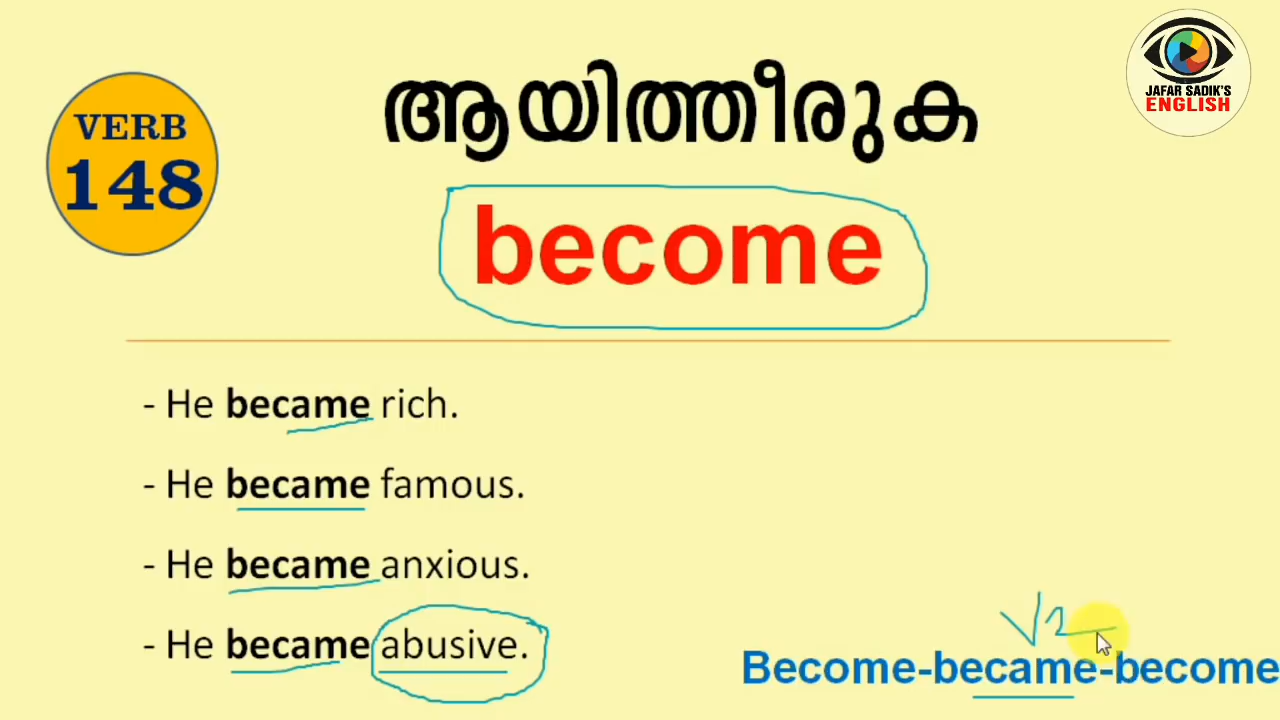 JAFAR SADIK'S
ENGLISH
VERB
148
ആയിത്തീരുക
become
- He became rich.
- He became famous.
- He became anxious.
- He became abusive.
V2
Become-became-become